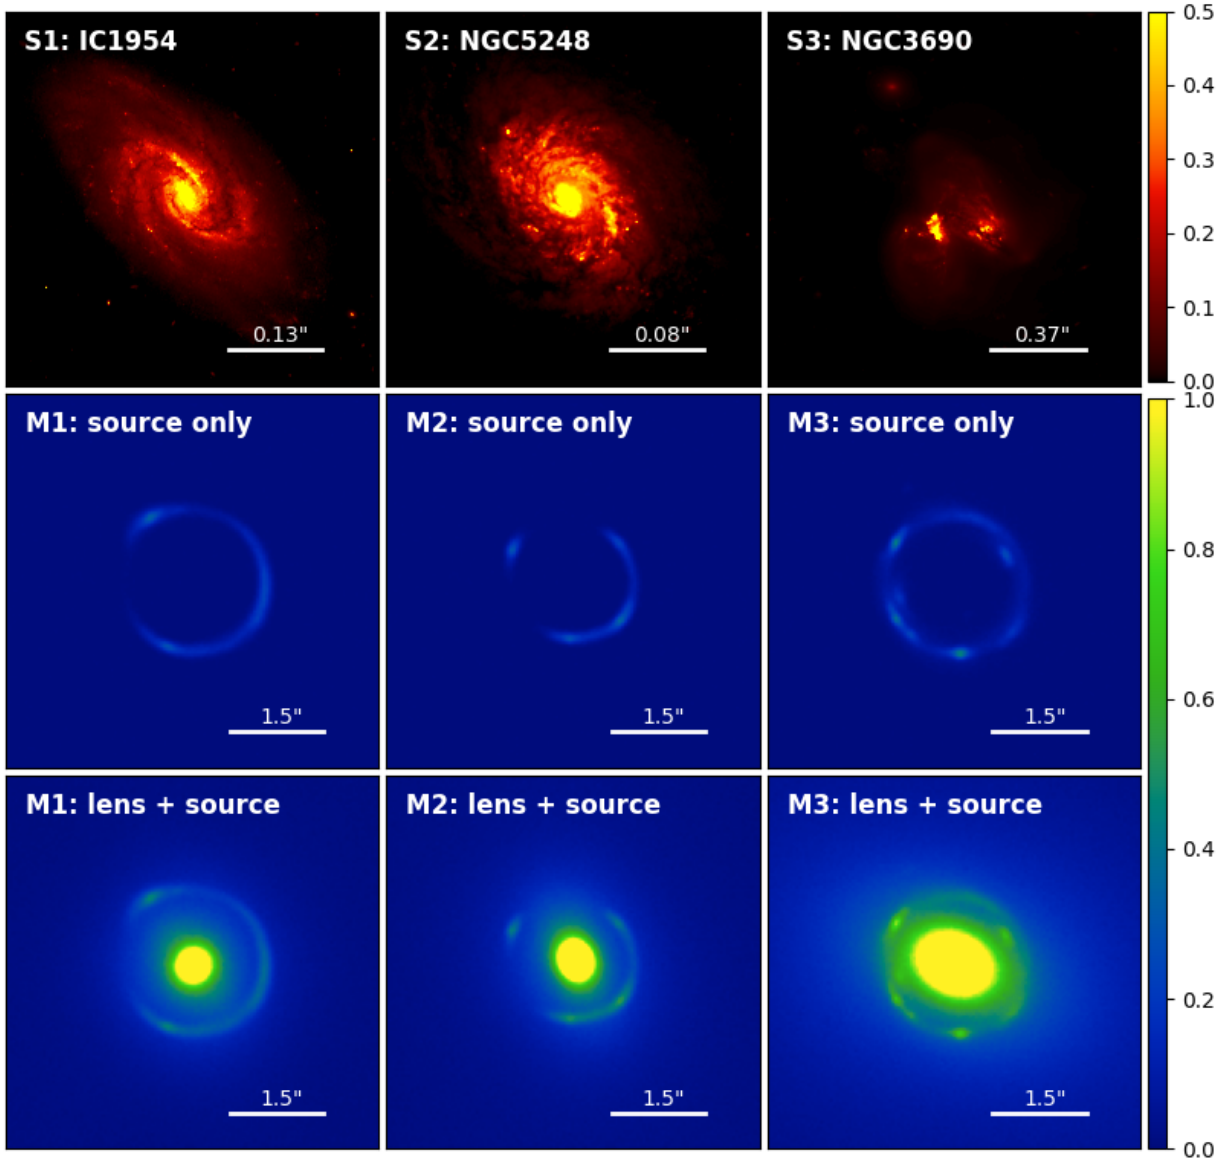 S1: IC1954
S2: NGC5248
S3: NGC3690
0.13"
0.08"
0.37"
0.5
0.4
0.3
0.2
0.1
0.0
M1: source only
M2: source only
M3: source only
1.5"
1.5"
1.5"
M1: lens + source
M2: lens + source
M3: lens + source
1.5"
1.5"
1.5"
1.0
0.8
0.6
0.4
0.2
0.0